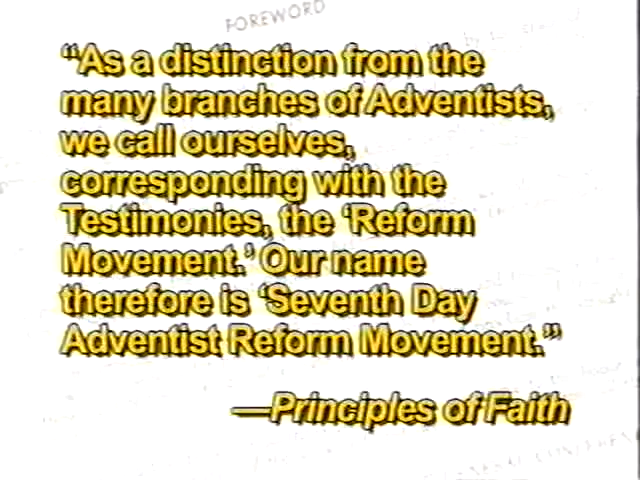 FOREWORD
“As a distinction from the
many branches of Adventists,
we call ourselves,
corresponding with the
Testimonies, the ‘Reform
Movement.’ Our name
therefore is ‘Seventh Day
Adventist Reform Movement.”
—Principles of Faith